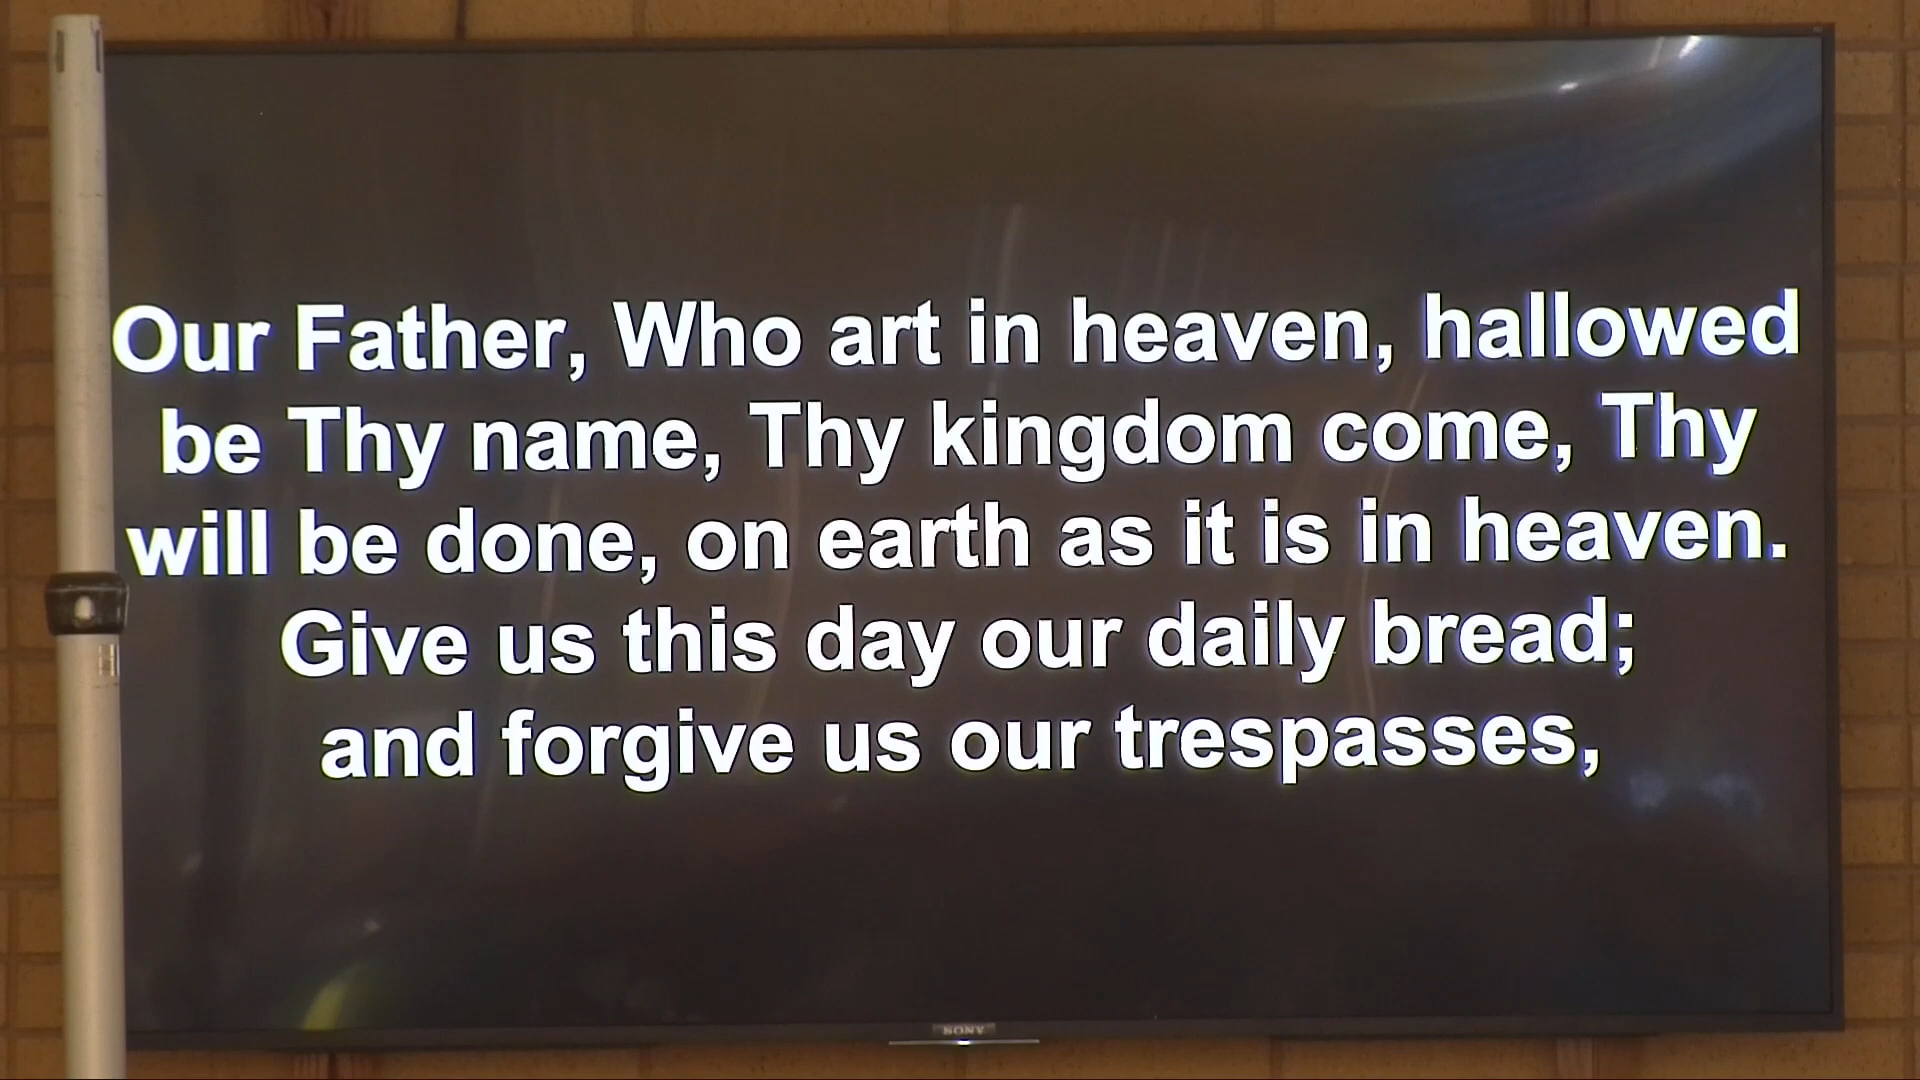 Our Father, Who art in heaven, hallowed
be Thy name, Thy kingdom come, Thy
will be done, on earth as it is in heaven.
Give us this day our daily bread;
and forgive us our trespasses,
SONY